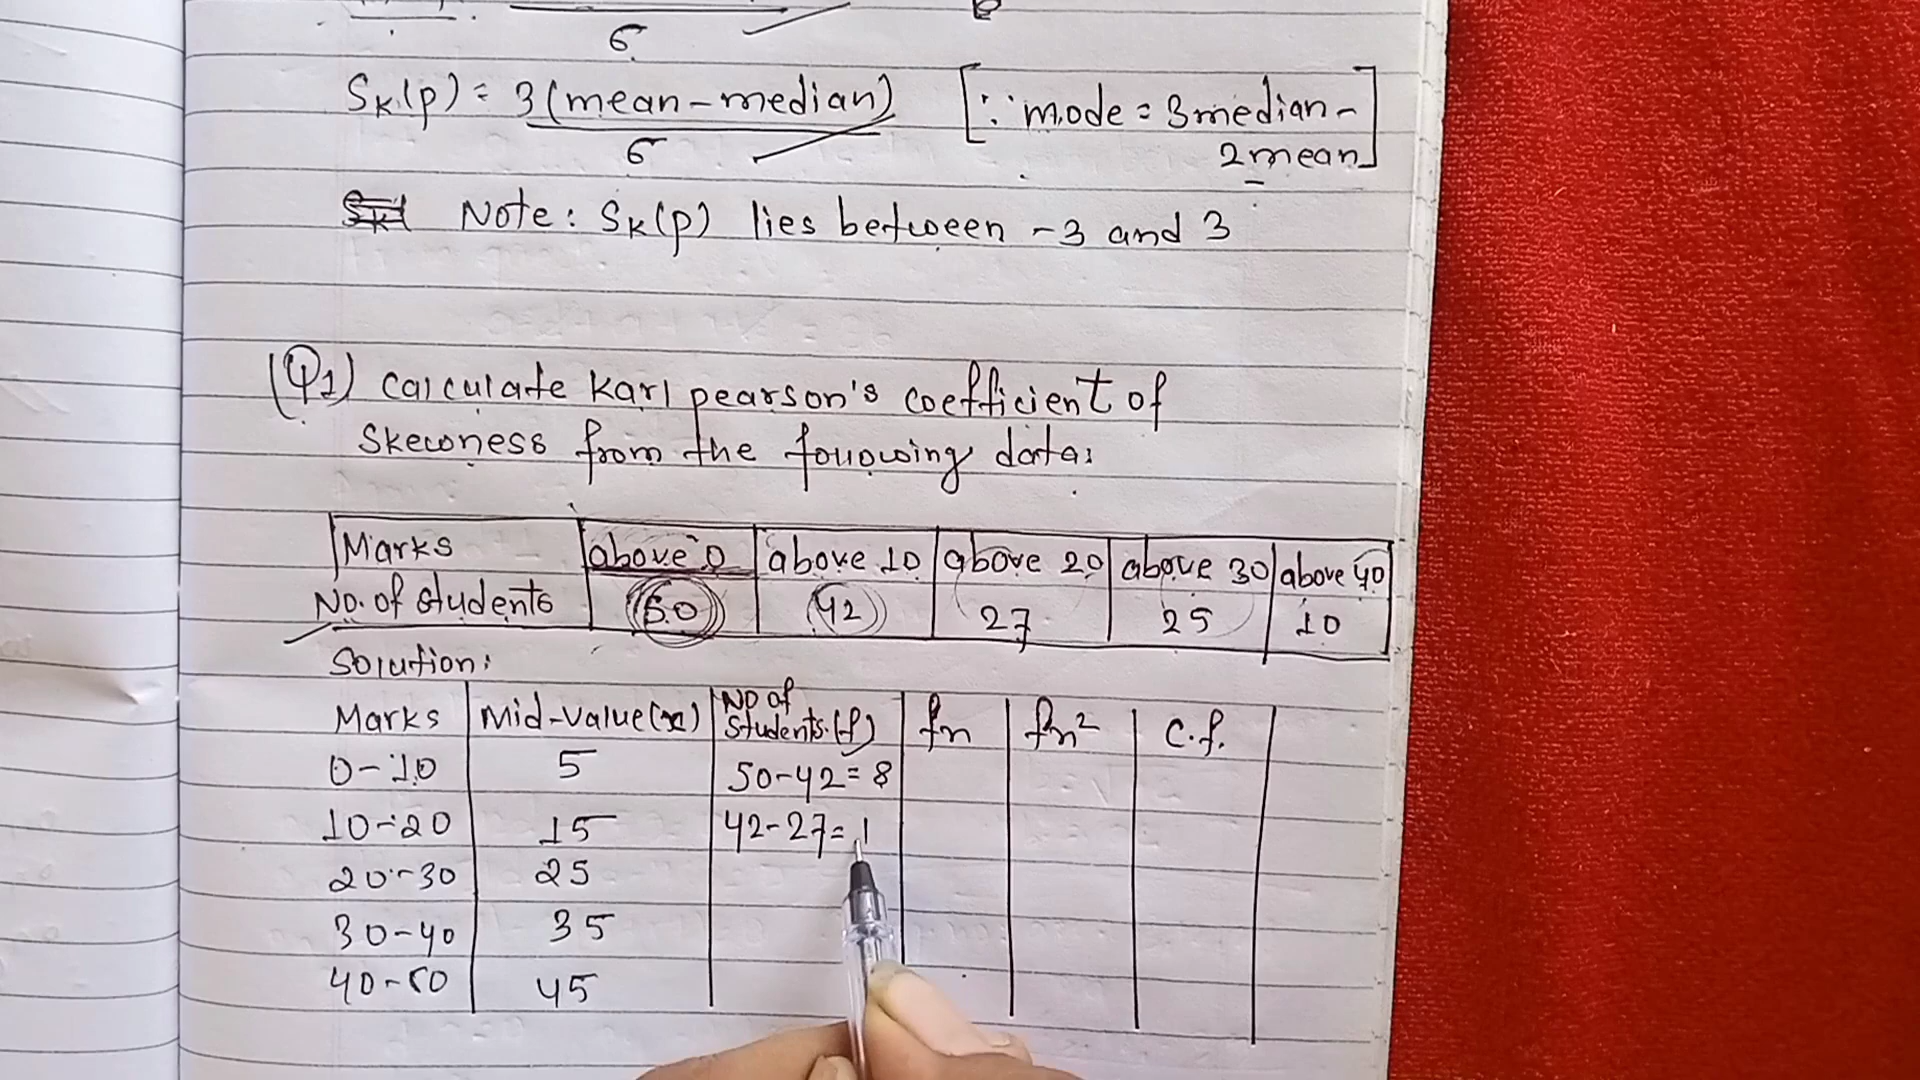 6
Sk(p) = 3(mean-median) [∵ mode = 3median-
6 2mean]
Note: Sk(p) lies between -3 and 3
(Q1) calculate Karl pearson's coefficient of
Skewness from the following data:
Marks above 0 above 10 above 20 above 30 above 40
No. of students 50 42 27 25 10
Solution:
Marks Mid-value(x) No of Students.(f) fx fx² c.f.
0-10 5 50-42=8
10-20 15 42-27=1
20-30 25
30-40 35
40-50 45